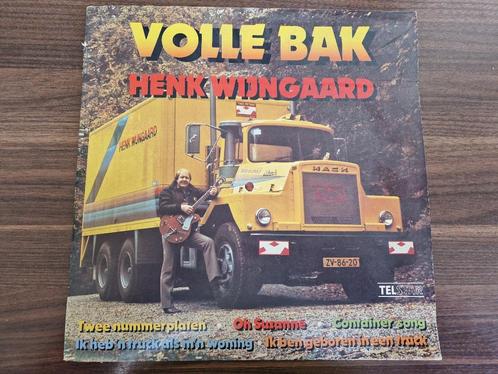 VOLLE BAK
HENK WIJNGAARD
HENK WIJNGAARD
MACK
ZV-86-20
TELSTAR
Twee nummerplaten · Oh Suzanne · Container song
Ik heb 'n truck als m'n woning · Ik ben geboren in een truck